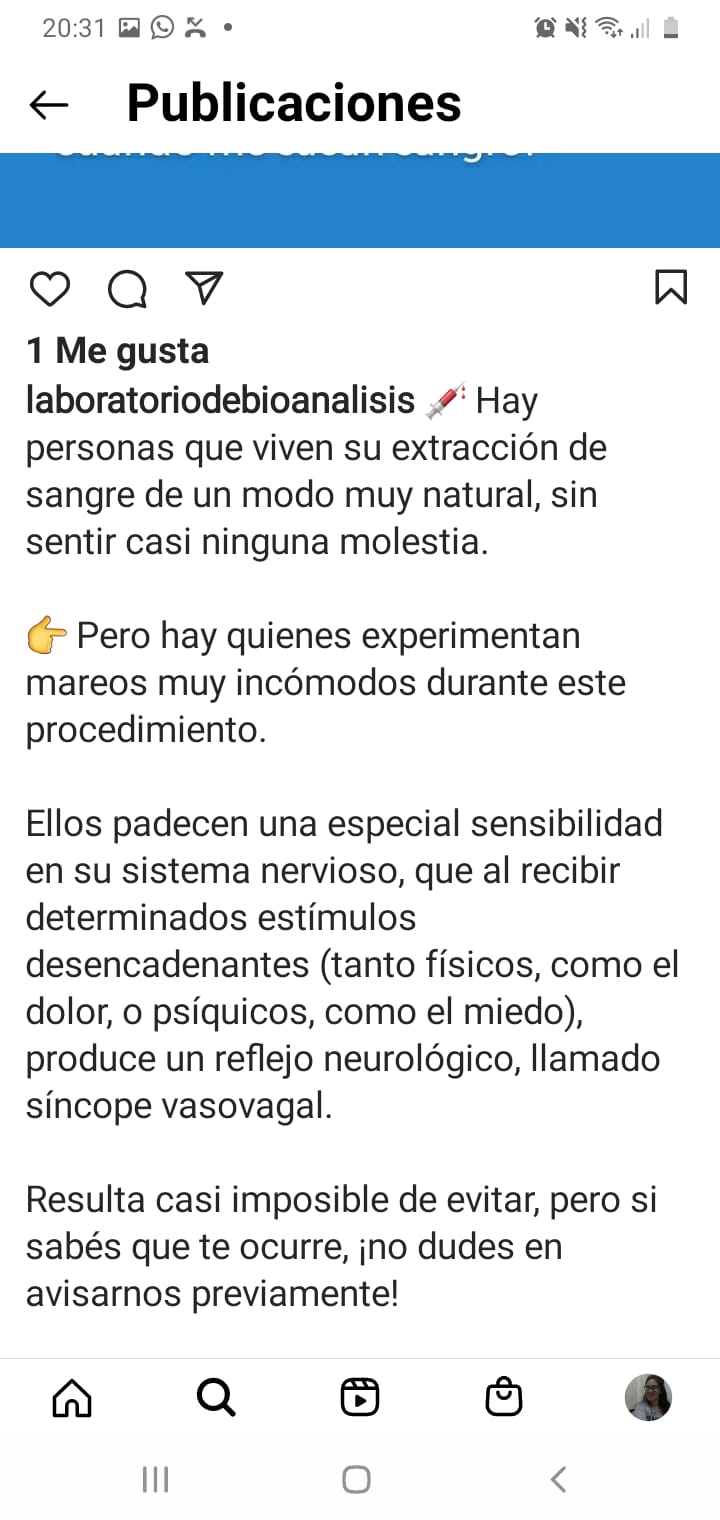 20:31
Publicaciones
1 Me gusta
laboratoriodebioanalisis 💉 Hay
personas que viven su extracción de
sangre de un modo muy natural, sin
sentir casi ninguna molestia.
👉 Pero hay quienes experimentan
mareos muy incómodos durante este
procedimiento.
Ellos padecen una especial sensibilidad
en su sistema nervioso, que al recibir
determinados estímulos
desencadenantes (tanto físicos, como el
dolor, o psíquicos, como el miedo),
produce un reflejo neurológico, llamado
síncope vasovagal.
Resulta casi imposible de evitar, pero si
sabés que te ocurre, ¡no dudes en
avisarnos previamente!